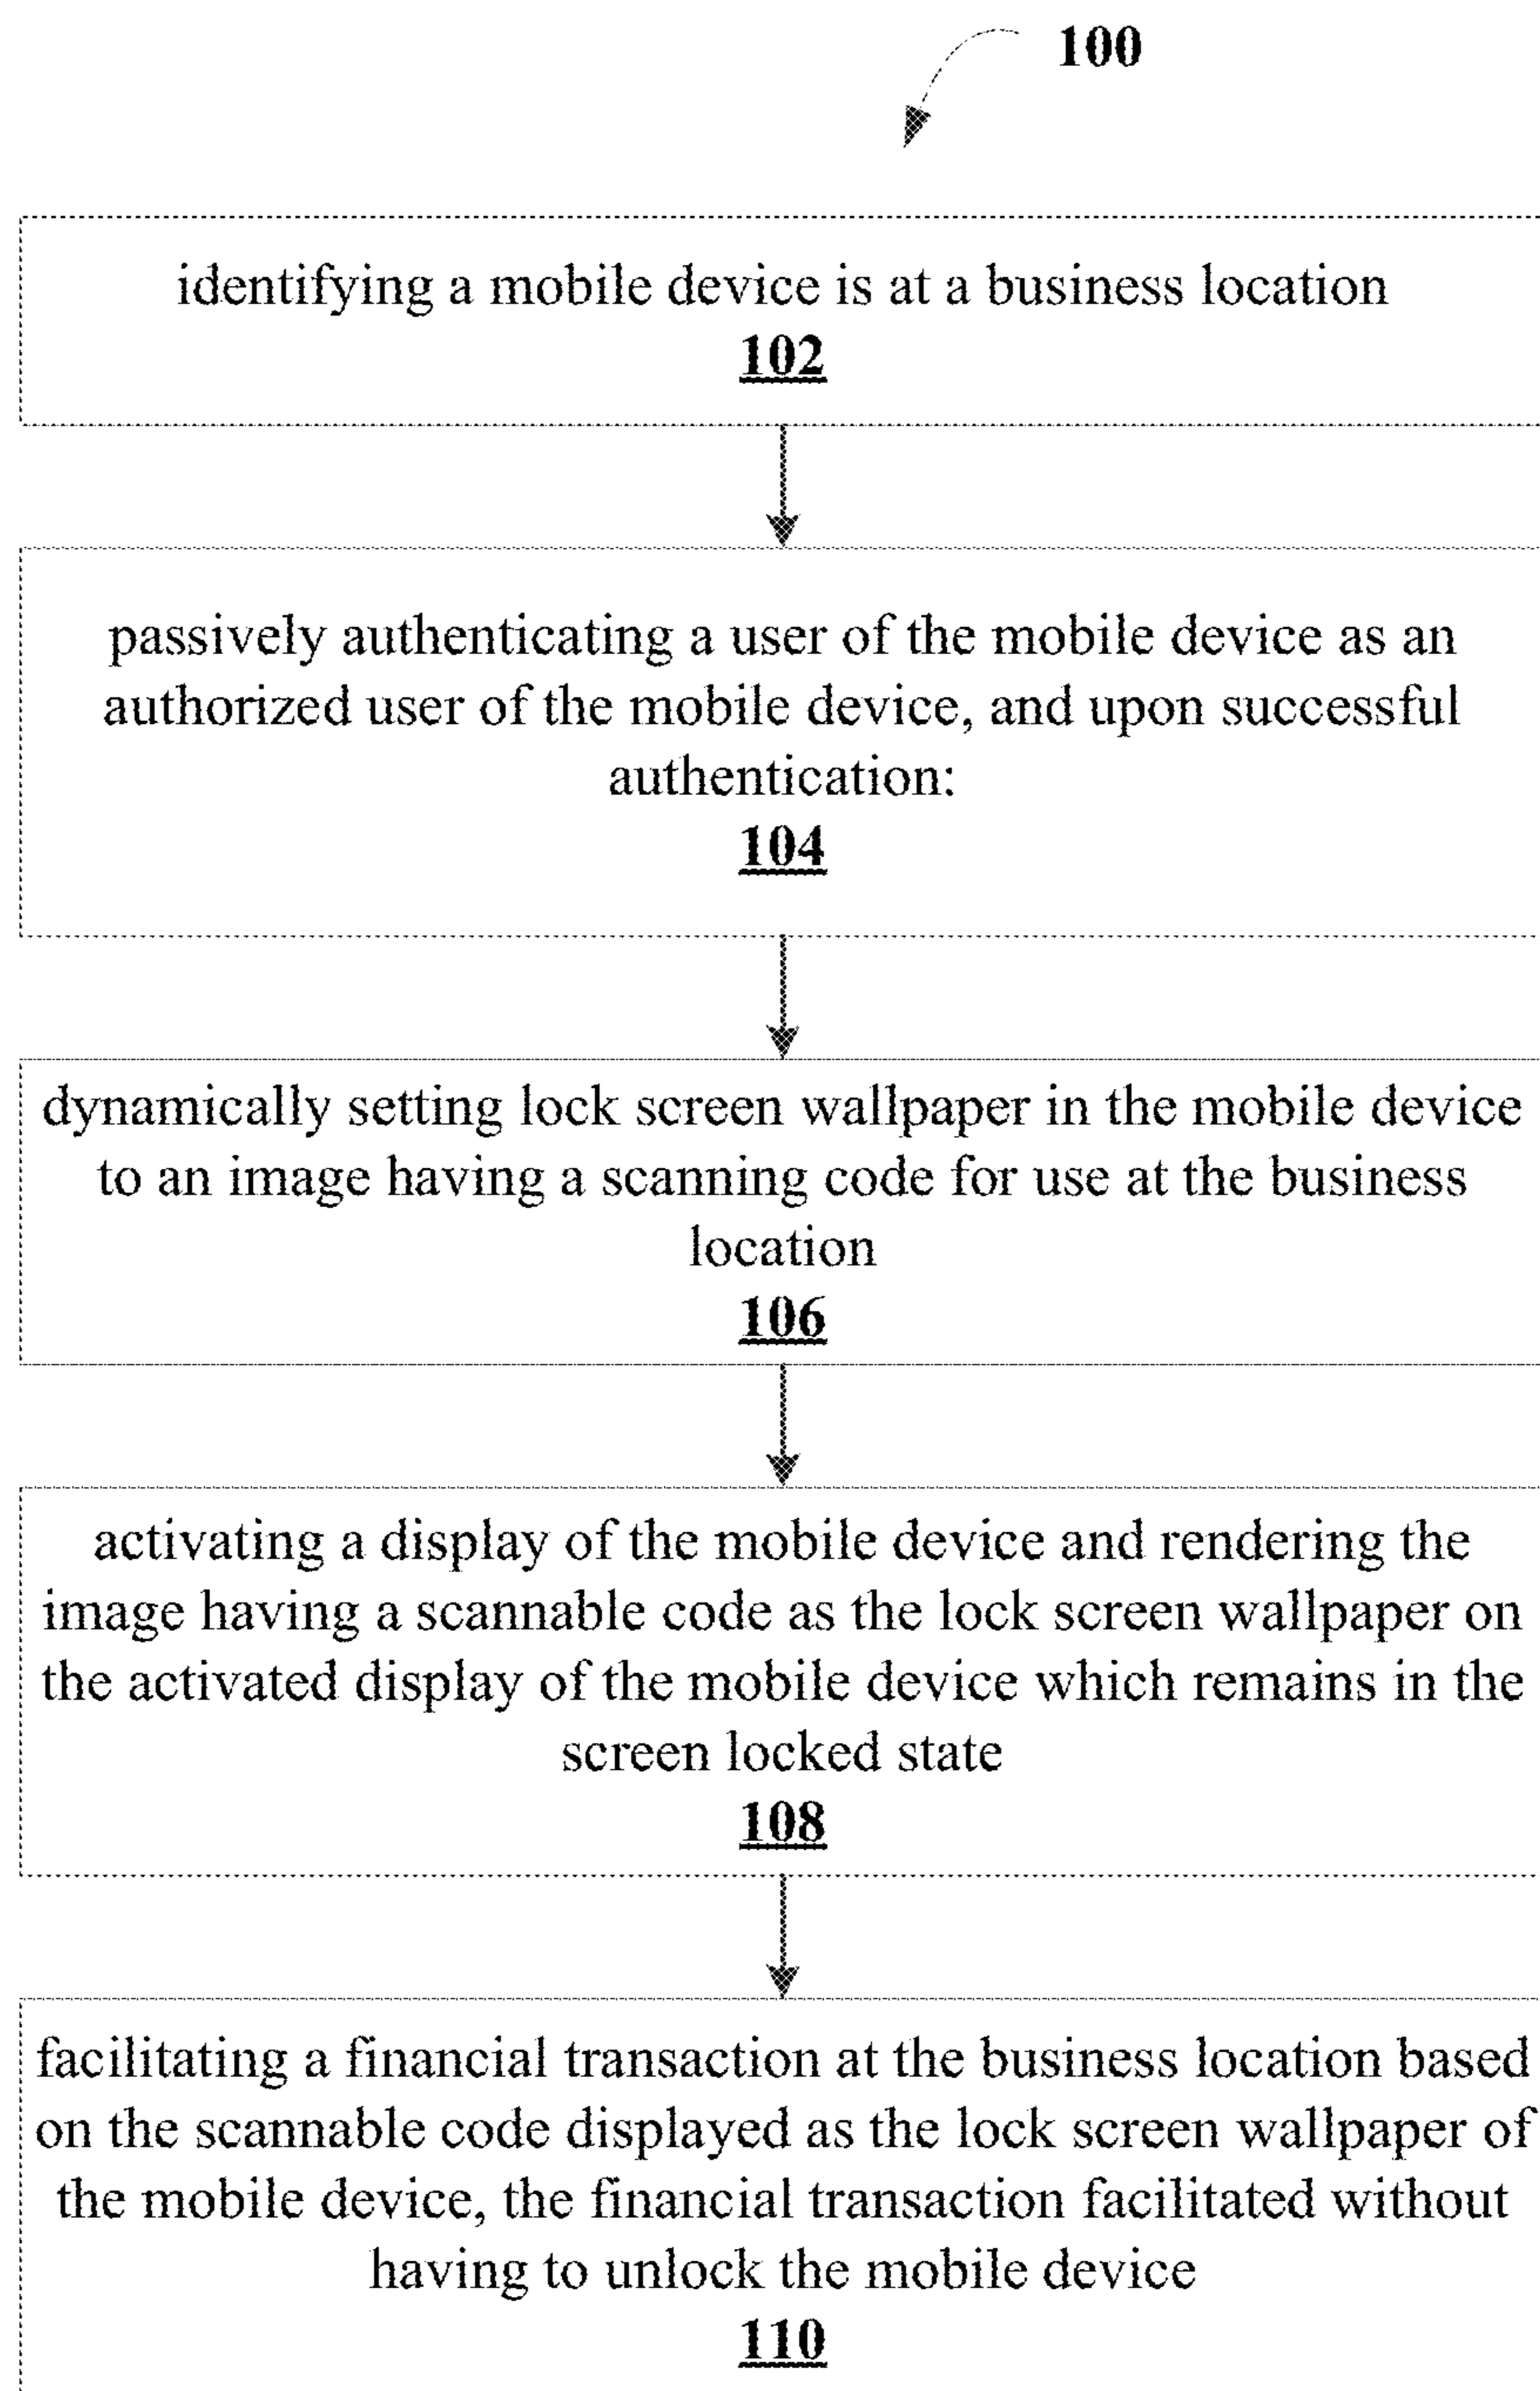 100
identifying a mobile device is at a business location
102
passively authenticating a user of the mobile device as an
authorized user of the mobile device, and upon successful
authentication:
104
dynamically setting lock screen wallpaper in the mobile device
to an image having a scanning code for use at the business
location
106
activating a display of the mobile device and rendering the
image having a scannable code as the lock screen wallpaper on
the activated display of the mobile device which remains in the
screen locked state
108
facilitating a financial transaction at the business location based
on the scannable code displayed as the lock screen wallpaper of
the mobile device, the financial transaction facilitated without
having to unlock the mobile device
110